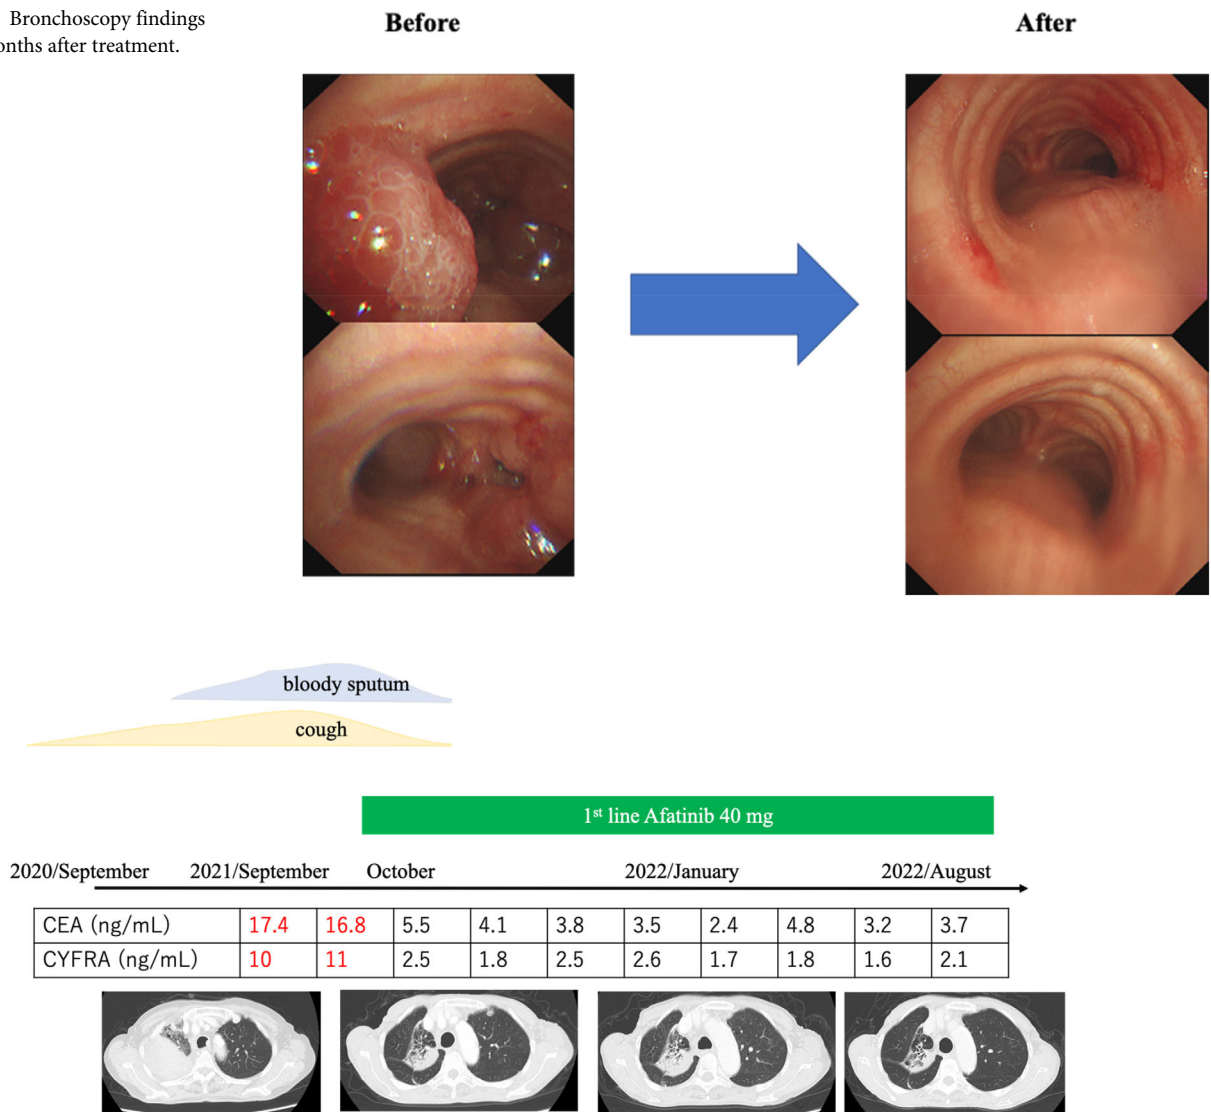 Bronchoscopy findings
onths after treatment.
Before
After
bloody sputum
cough
1st line Afatinib 40 mg
2020/September 2021/September October 2022/January 2022/August
CEA (ng/mL) 17.4 16.8 5.5 4.1 3.8 3.5 2.4 4.8 3.2 3.7
CYFRA (ng/mL) 10 11 2.5 1.8 2.5 2.6 1.7 1.8 1.6 2.1